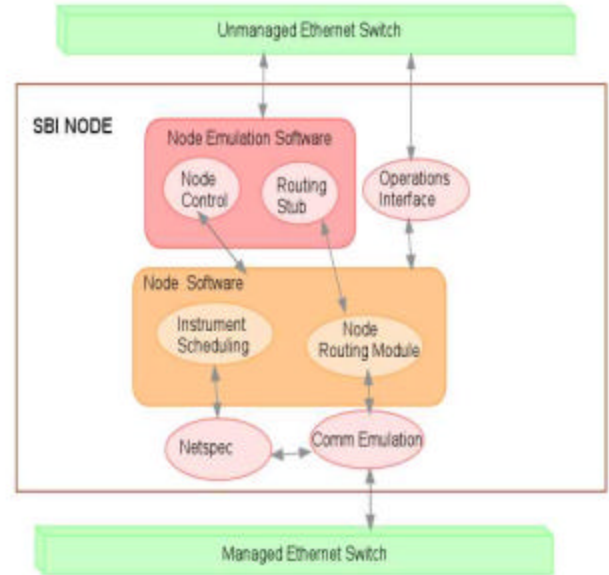 Unmanaged Ethernet Switch
SBI NODE
Node Emulation Software
Node
Control
Routing
Stub
Operations
Interface
Node Software
Instrument
Scheduling
Node
Routing Module
Netspec
Comm Emulation
Managed Ethernet Switch